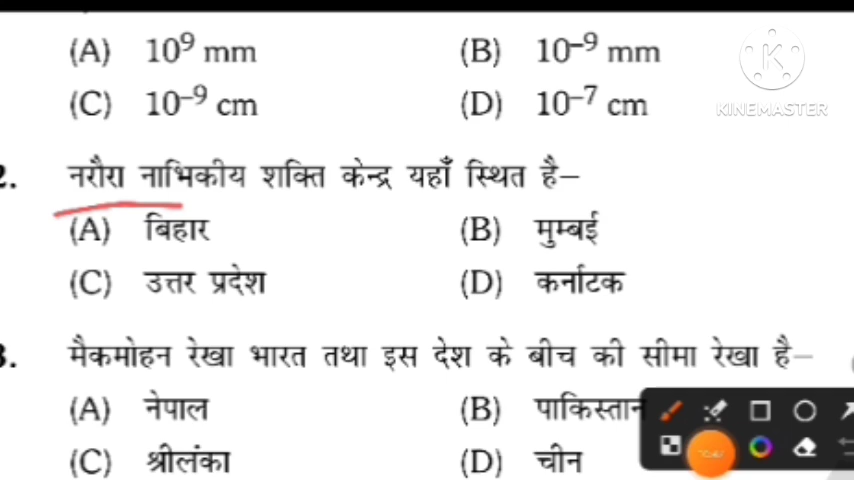 (A) 10⁹ mm (B) 10⁻⁹ mm
(C) 10⁻⁹ cm (D) 10⁻⁷ cm
KINEMASTER
2. नरौरा नाभिकीय शक्ति केन्द्र यहाँ स्थित है–
(A) बिहार (B) मुम्बई
(C) उत्तर प्रदेश (D) कर्नाटक
3. मैकमोहन रेखा भारत तथा इस देश के बीच की सीमा रेखा है–
(A) नेपाल (B) पाकिस्तान
(C) श्रीलंका (D) चीन